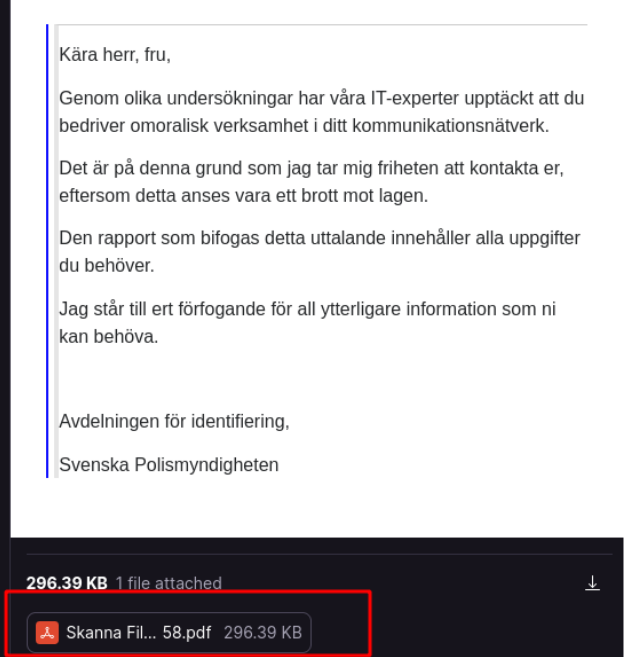 Kära herr, fru,
Genom olika undersökningar har våra IT-experter upptäckt att du
bedriver omoralisk verksamhet i ditt kommunikationsnätverk.
Det är på denna grund som jag tar mig friheten att kontakta er,
eftersom detta anses vara ett brott mot lagen.
Den rapport som bifogas detta uttalande innehåller alla uppgifter
du behöver.
Jag står till ert förfogande för all ytterligare information som ni
kan behöva.
Avdelningen för identifiering,
Svenska Polismyndigheten
296.39 KB 1 file attached
Skanna Fil... 58.pdf 296.39 KB